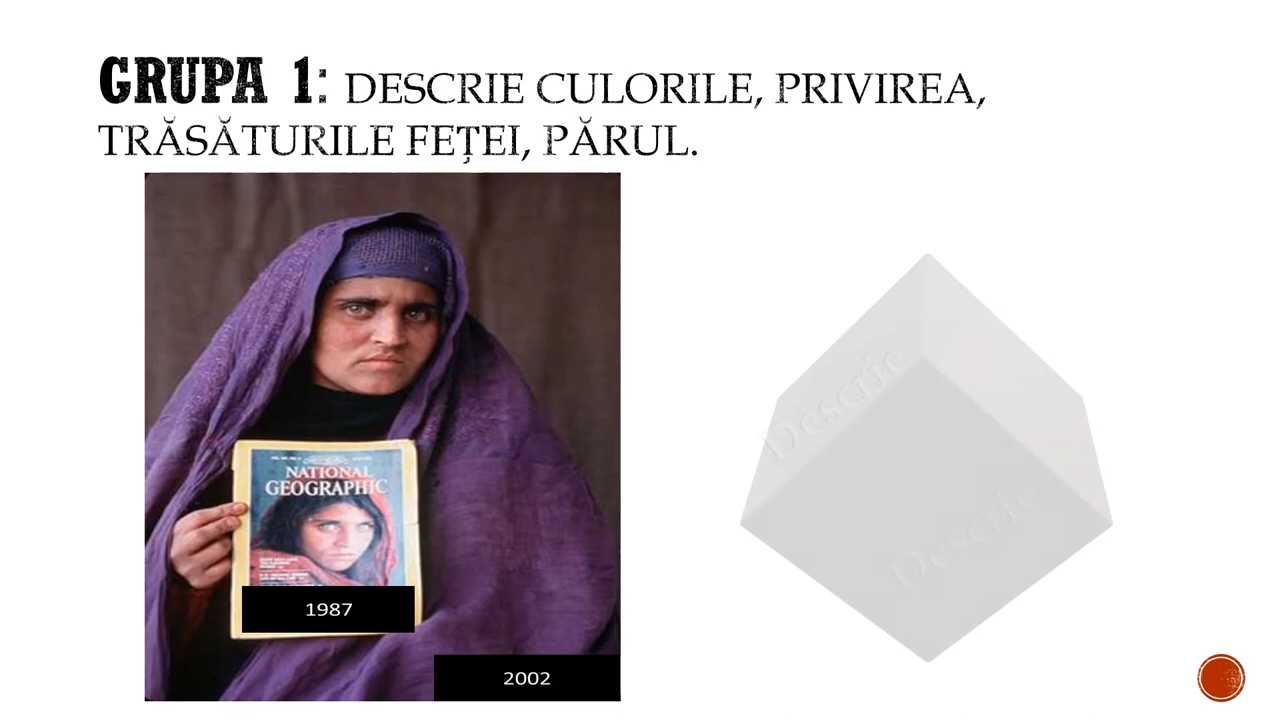 GRUPA 1: DESCRIE CULORILE, PRIVIREA,
TRĂSĂTURILE FEȚEI, PĂRUL.
NATIONAL
GEOGRAPHIC
1987
2002
Descrie
Descrie